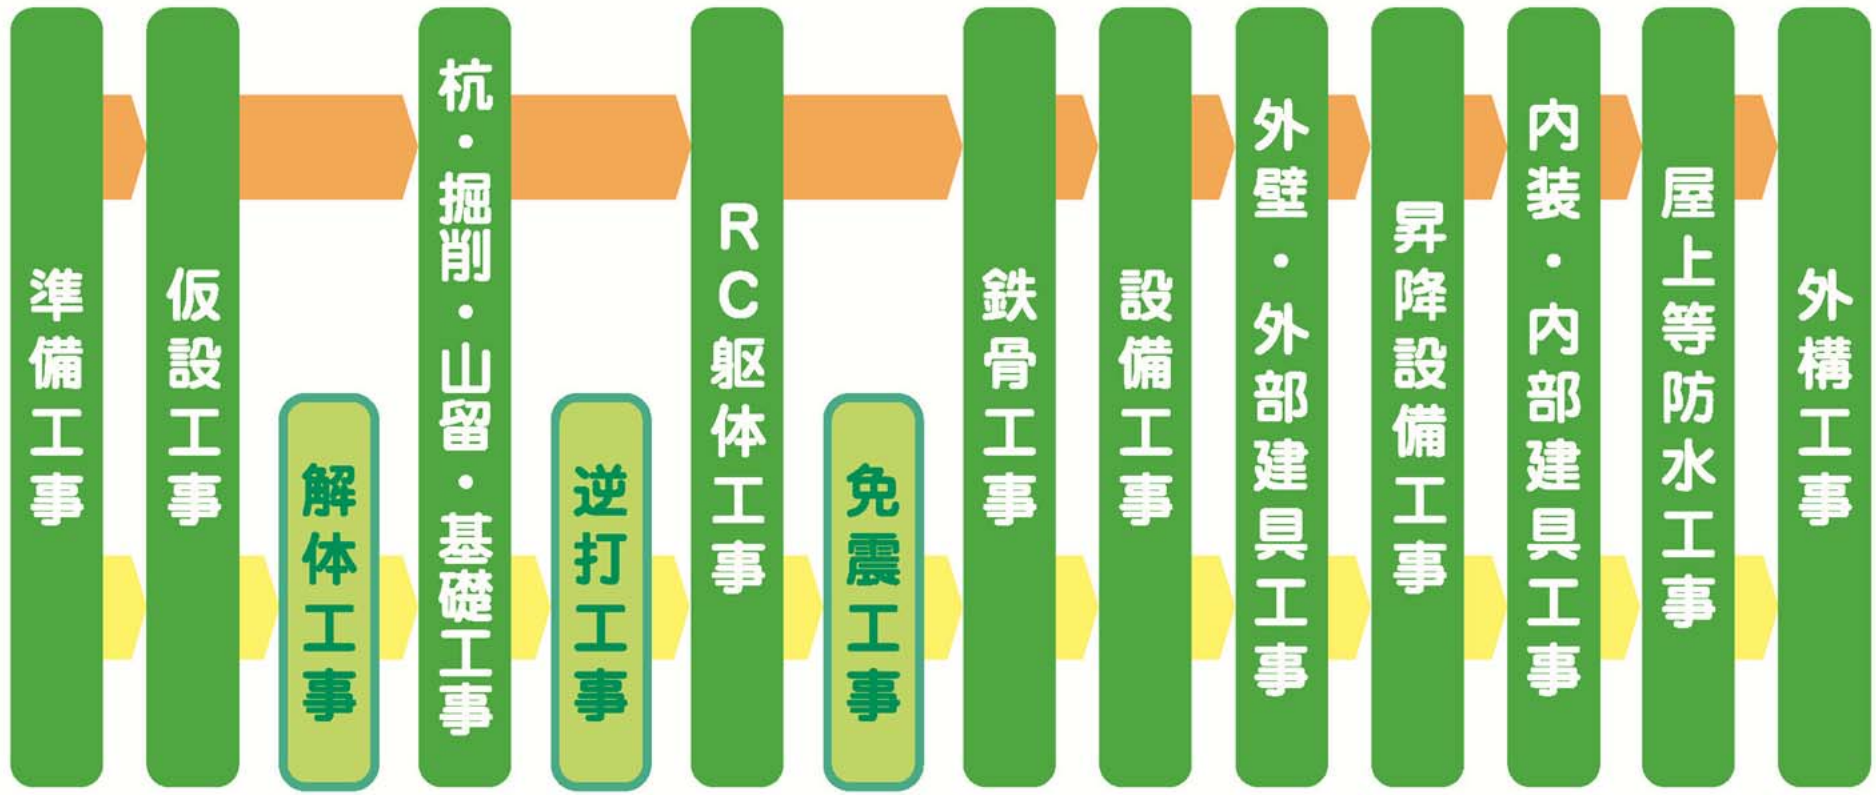 準備工事
仮設工事
解体工事
杭・掘削・山留・基礎工事
逆打工事
RC躯体工事
免震工事
鉄骨工事
設備工事
外壁・外部建具工事
昇降設備工事
内装・内部建具工事
屋上等防水工事
外構工事